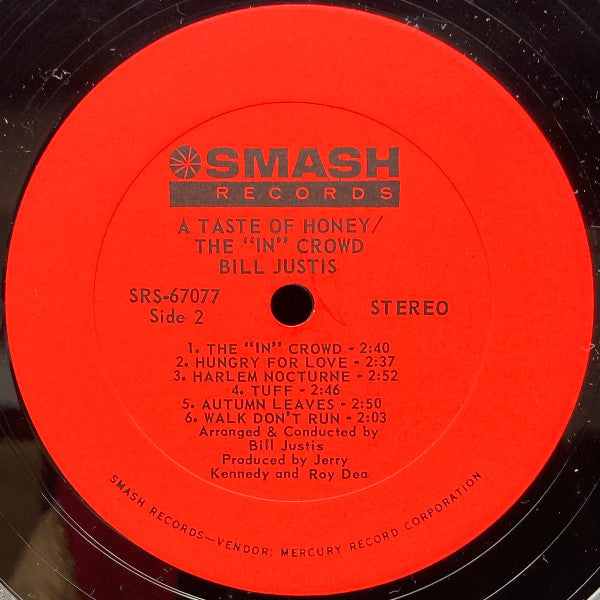 SMASH
RECORDS
A TASTE OF HONEY/
THE "IN" CROWD
BILL JUSTIS
SRS-67077
Side 2
STEREO
1. THE "IN" CROWD - 2:40
2. HUNGRY FOR LOVE - 2:37
3. HARLEM NOCTURNE - 2:52
4. TUFF - 2:46
5. AUTUMN LEAVES - 2:50
6. WALK DON'T RUN - 2:03
Arranged & Conducted by
Bill Justis
Produced by Jerry
Kennedy and Roy Dea
SMASH RECORDS—VENDOR: MERCURY RECORD CORPORATION